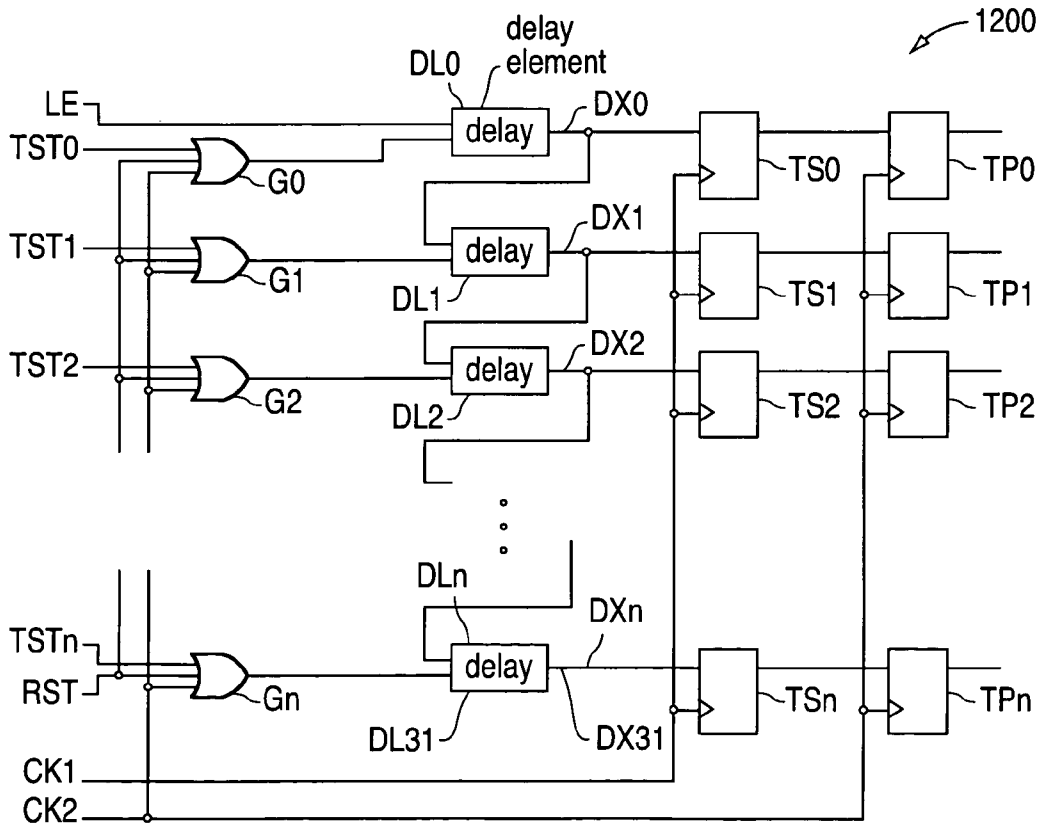 1200
delay
element
DL0
LE
delay
DX0
TST0
G0
TS0
TP0
TST1
delay
DX1
G1
DL1
TS1
TP1
TST2
delay
DX2
G2
DL2
TS2
TP2
DLn
TSTn
delay
DXn
RST
Gn
DL31
DX31
TSn
TPn
CK1
CK2